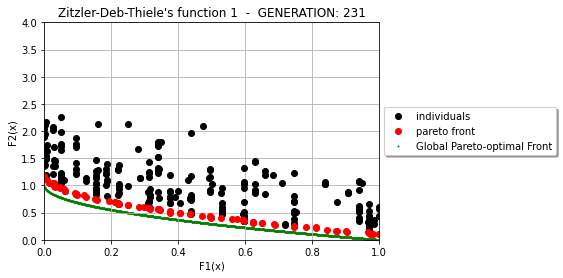 Zitzler-Deb-Thiele's function 1 - GENERATION: 231
4.0
3.5
3.0
2.5
2.0
1.5
1.0
0.5
0.0
F2(x)
0.0 0.2 0.4 0.6 0.8 1.0
F1(x)
individuals
pareto front
Global Pareto-optimal Front